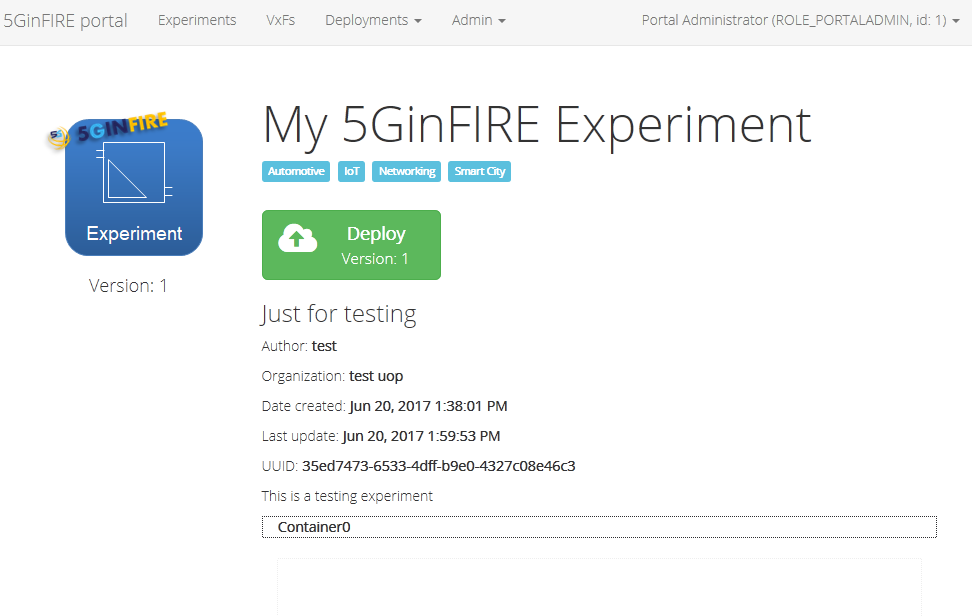 5GinFIRE portal Experiments VxFs Deployments Admin Portal Administrator (ROLE_PORTALADMIN, id: 1)
My 5GinFIRE Experiment
5G 5GINFIRE
Automotive IoT Networking Smart City
Experiment
Version: 1
Deploy
Version: 1
Just for testing
Author: test
Organization: test uop
Date created: Jun 20, 2017 1:38:01 PM
Last update: Jun 20, 2017 1:59:53 PM
UUID: 35ed7473-6533-4dff-b9e0-4327c08e46c3
This is a testing experiment
Container0